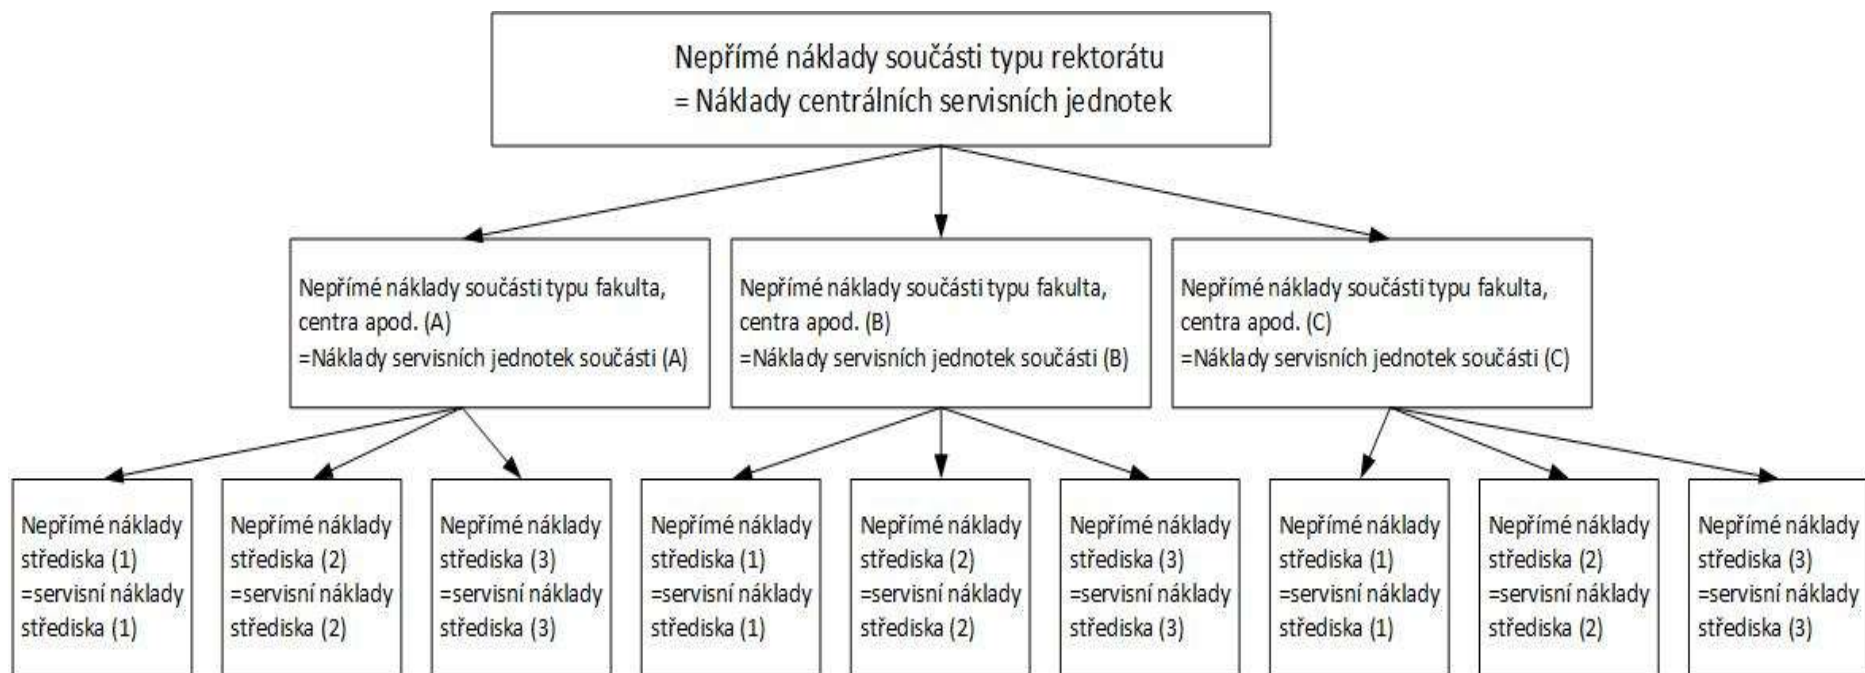 Nepřímé náklady součásti typu rektorátu
= Náklady centrálních servisních jednotek
Nepřímé náklady součásti typu fakulta,
centra apod. (A)
=Náklady servisních jednotek součásti (A)
Nepřímé náklady součásti typu fakulta,
centra apod. (B)
=Náklady servisních jednotek součásti (B)
Nepřímé náklady součásti typu fakulta,
centra apod. (C)
=Náklady servisních jednotek součásti (C)
Nepřímé náklady
střediska (1)
=servisní náklady
střediska (1)
Nepřímé náklady
střediska (2)
=servisní náklady
střediska (2)
Nepřímé náklady
střediska (3)
=servisní náklady
střediska (3)
Nepřímé náklady
střediska (1)
=servisní náklady
střediska (1)
Nepřímé náklady
střediska (2)
=servisní náklady
střediska (2)
Nepřímé náklady
střediska (3)
=servisní náklady
střediska (3)
Nepřímé náklady
střediska (1)
=servisní náklady
střediska (1)
Nepřímé náklady
střediska (2)
=servisní náklady
střediska (2)
Nepřímé náklady
střediska (3)
=servisní náklady
střediska (3)